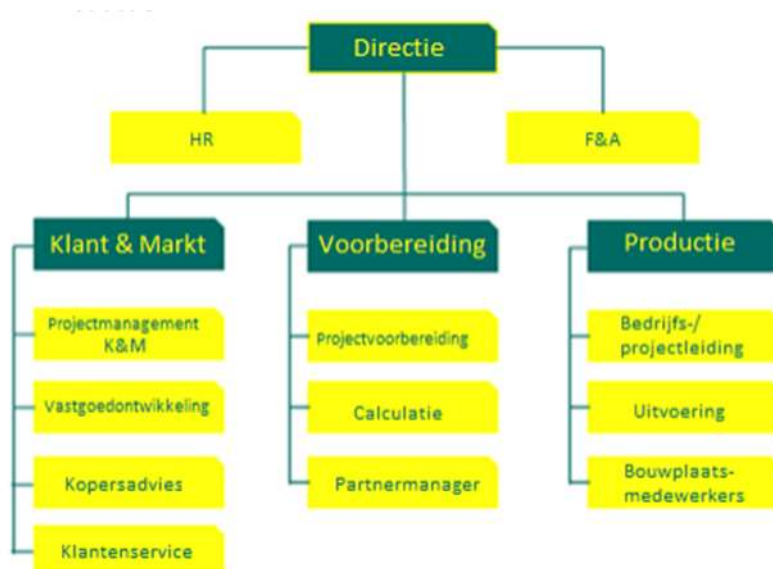 Directie
HR
F&A
Klant & Markt
Voorbereiding
Productie
Projectmanagement
K&M
Vastgoedontwikkeling
Kopersadvies
Klantenservice
Projectvoorbereiding
Calculatie
Partnermanager
Bedrijfs-/
projectleiding
Uitvoering
Bouwplaats-
medewerkers